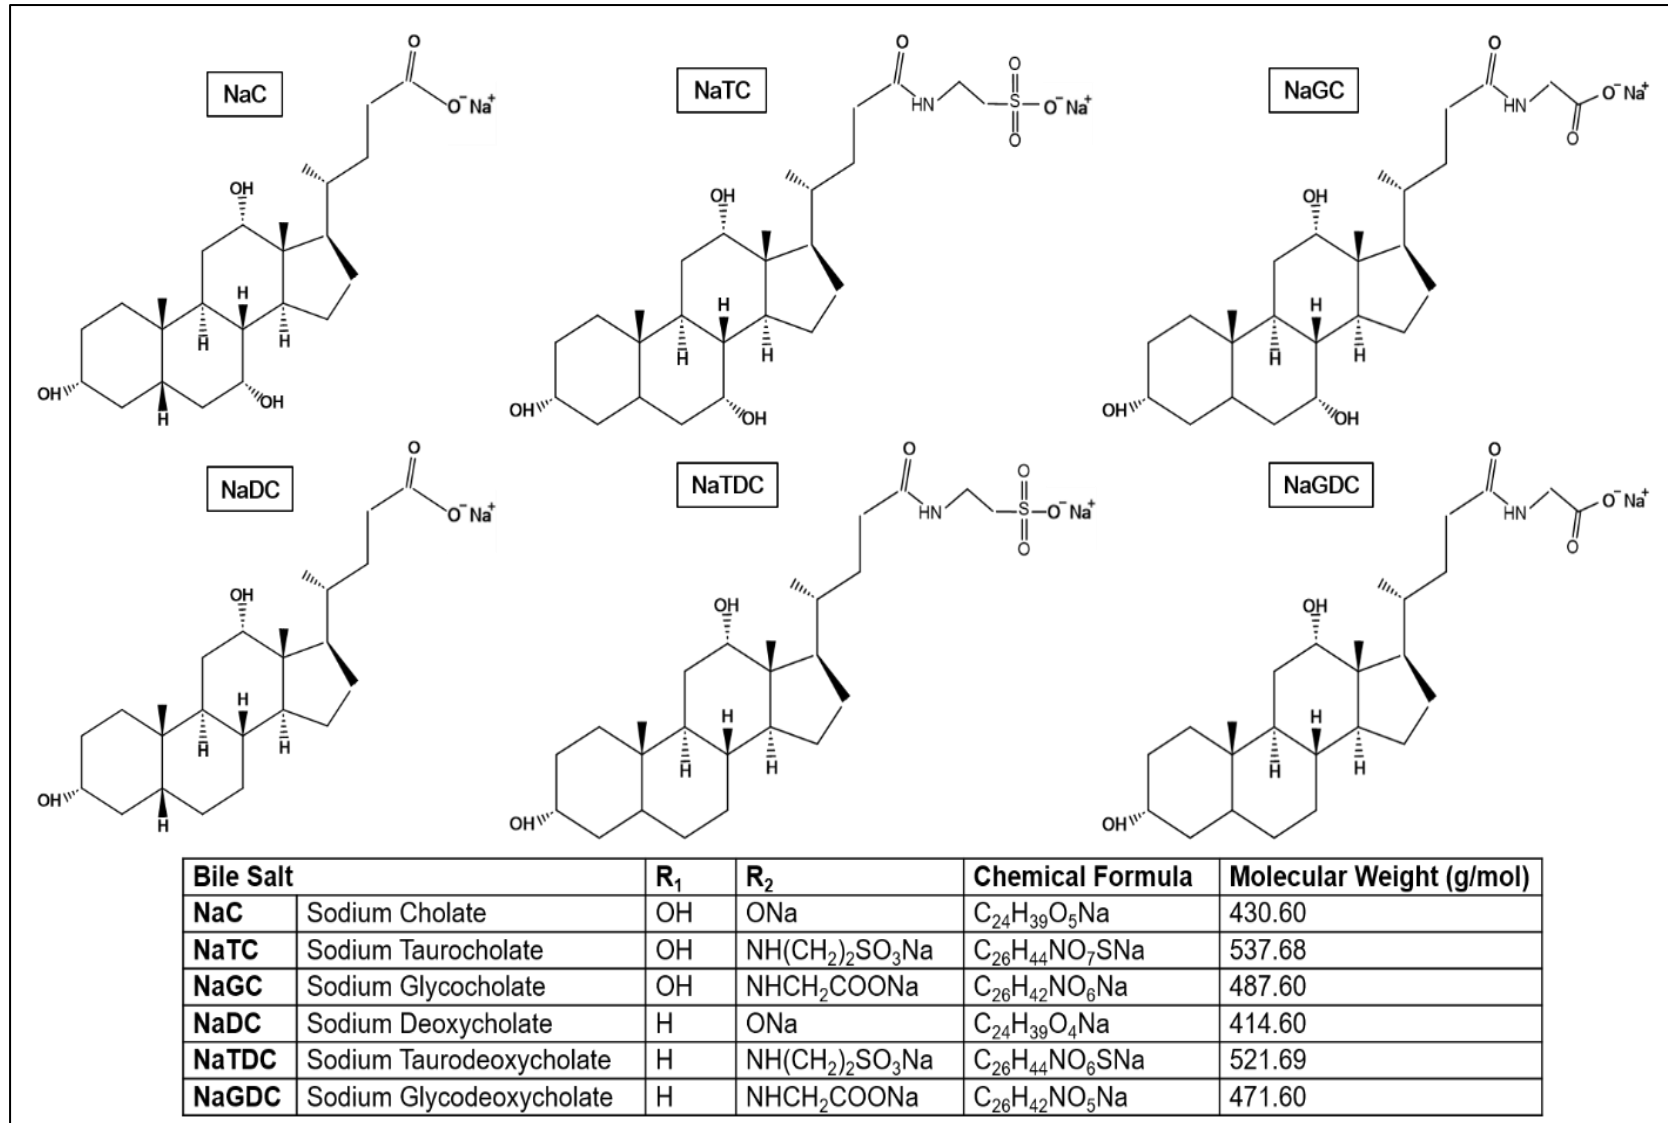 NaC
O
O⁻ Na⁺
OH
H
H
H
OH
H
OH
NaTC
O
HN
O
S
O
O⁻ Na⁺
OH
H
H
H
OH
OH
NaGC
O
HN
O⁻ Na⁺
O
OH
H
H
H
OH
OH
NaDC
O
O⁻ Na⁺
OH
H
H
H
OH
H
NaTDC
O
HN
O
S
O
O⁻ Na⁺
OH
H
H
H
OH
NaGDC
O
HN
O⁻ Na⁺
O
OH
H
H
H
OH
Bile Salt R₁ R₂ Chemical Formula Molecular Weight (g/mol)
NaC Sodium Cholate OH ONa C₂₄H₃₉O₅Na 430.60
NaTC Sodium Taurocholate OH NH(CH₂)₂SO₃Na C₂₆H₄₄NO₇SNa 537.68
NaGC Sodium Glycocholate OH NHCH₂COONa C₂₆H₄₂NO₆Na 487.60
NaDC Sodium Deoxycholate H ONa C₂₄H₃₉O₄Na 414.60
NaTDC Sodium Taurodeoxycholate H NH(CH₂)₂SO₃Na C₂₆H₄₄NO₆SNa 521.69
NaGDC Sodium Glycodeoxycholate H NHCH₂COONa C₂₆H₄₂NO₅Na 471.60